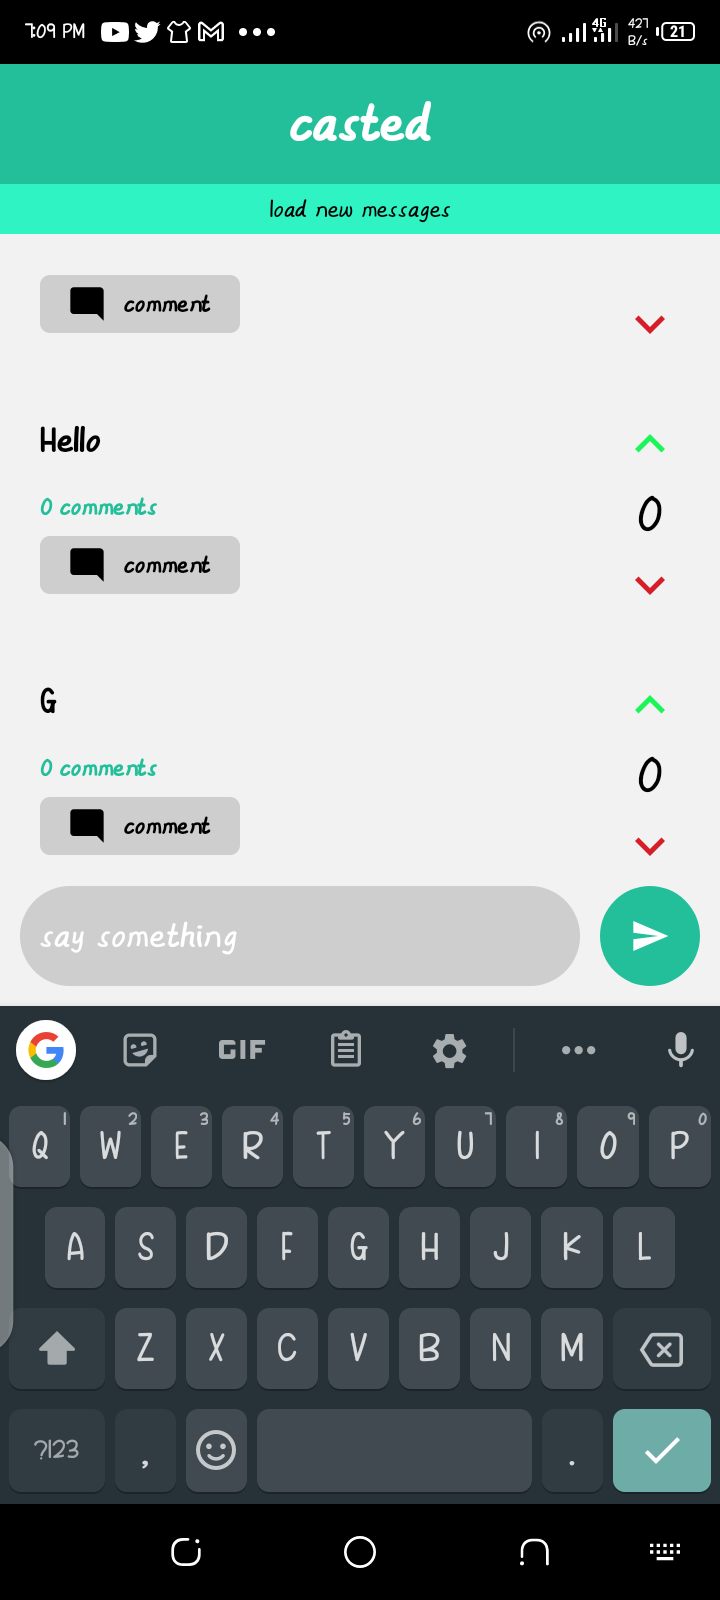 7:09 PM 4G 427 B/s 21
casted
load new messages
comment
Hello
0 comments
0
comment
G
0 comments
0
comment
say something
G GIF
Q 1 W 2 E 3 R 4 T 5 Y 6 U 7 I 8 O 9 P 0
A S D F G H J K L
Z X C V B N M
?123 , .